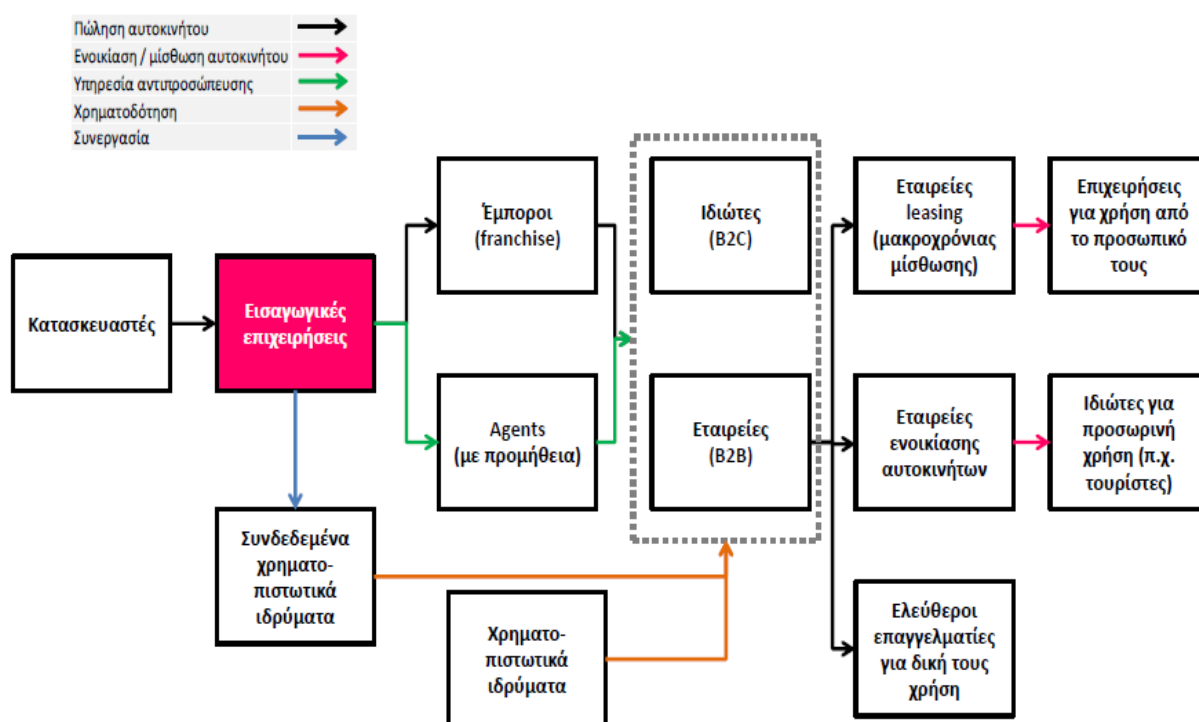 Πώληση αυτοκινήτου
Ενοικίαση / μίσθωση αυτοκινήτου
Υπηρεσία αντιπροσώπευσης
Χρηματοδότηση
Συνεργασία
Κατασκευαστές
Εισαγωγικές
επιχειρήσεις
Έμποροι
(franchise)
Agents
(με προμήθεια)
Ιδιώτες
(B2C)
Εταιρείες
(B2B)
Εταιρείες
leasing
(μακροχρόνιας
μίσθωσης)
Επιχειρήσεις
για χρήση από
το προσωπικό
τους
Εταιρείες
ενοικίασης
αυτοκινήτων
Ιδιώτες για
προσωρινή
χρήση (π.χ.
τουρίστες)
Συνδεδεμένα
χρηματο-
πιστωτικά
ιδρύματα
Χρηματο-
πιστωτικά
ιδρύματα
Ελεύθεροι
επαγγελματίες
για δική τους
χρήση